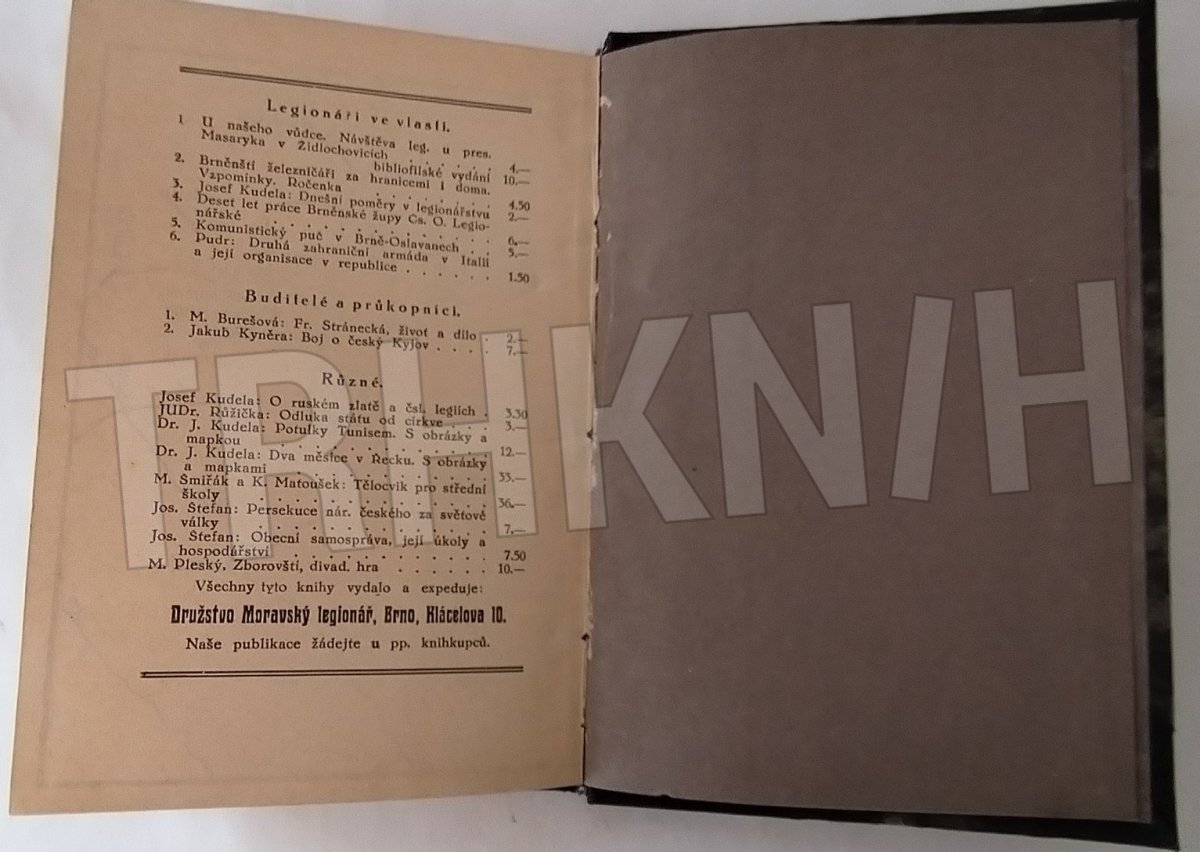 Legionáři ve vlasti.
1 U našeho vůdce. Návštěva leg. u pres.
Masaryka v Židlochovicích . . . . . 4.—
bibliofilské vydání 10.—
2. Brněnští železničáři za hranicemi i doma.
Vzpomínky. Ročenka . . . . . . . 4.50
3. Josef Kudela: Dnešní poměry v legionářstvu 2.—
4. Deset let práce Brněnské župy Čs. O. Legio-
nářské . . . . . . . . . . . 6.—
5. Komunistický puč v Brně-Oslavanech . . 5.—
6. Pudr: Druhá zahraniční armáda v Italii
a její organisace v republice . . . . . . 1.50
Buditelé a průkopníci.
1. M. Burešová: Fr. Stránecká, život a dílo . 2.—
2. Jakub Kyněra: Boj o český Kyjov . . . . 7.—
Různé.
Josef Kudela: O ruském zlatě a čsl. legiích . 3.30
JUDr. Růžička: Odluka státu od církve . . . 3.—
Dr. J. Kudela: Potulky Tunisem. S obrázky a
mapkou . . . . . . . . . . . 12.—
Dr. J. Kudela: Dva měsíce v Řecku. S obrázky
a mapkami . . . . . . . . . . 33.—
M. Smiřák a K. Matoušek: Tělocvik pro střední
školy . . . . . . . . . . . . 36.—
Jos. Štefan: Persekuce nár. českého za světové
války . . . . . . . . . . . . 7.—
Jos. Štefan: Obecní samospráva, její úkoly a
hospodářství . . . . . . . . . . 7.50
M. Pleský, Zborovští, divad. hra . . . . . . 10.—
Všechny tyto knihy vydalo a expeduje:
Družstvo Moravský legionář, Brno, Klácelova 10.
Naše publikace žádejte u pp. knihkupců.
TRHKNIH